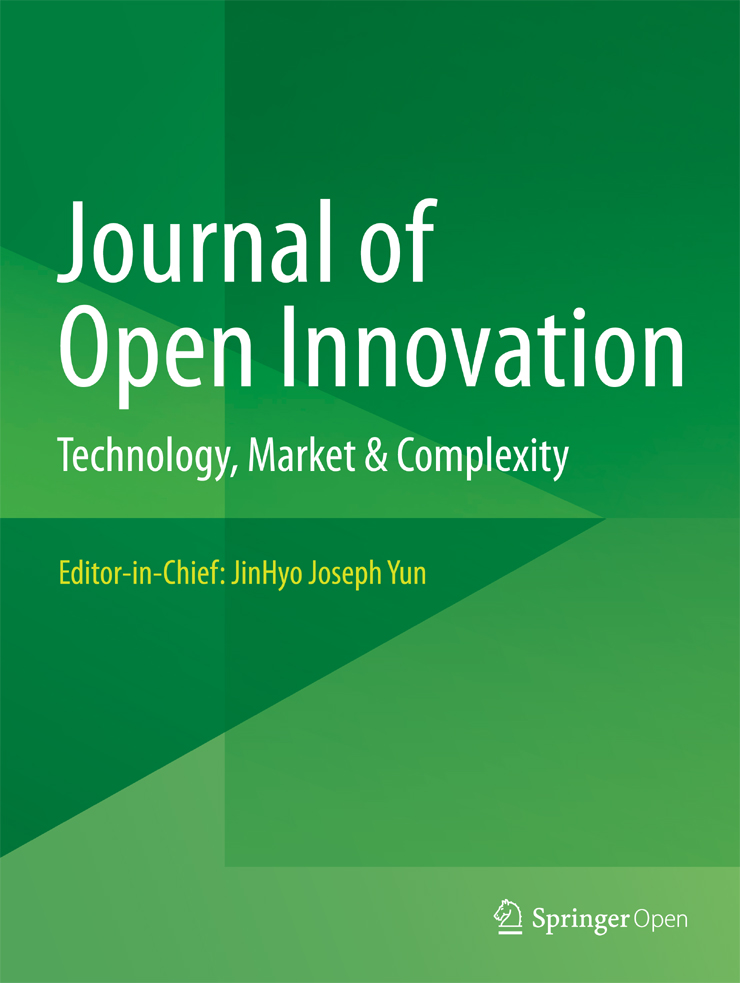 Journal of
Open Innovation
Technology, Market & Complexity
Editor-in-Chief: JinHyo Joseph Yun
Springer Open